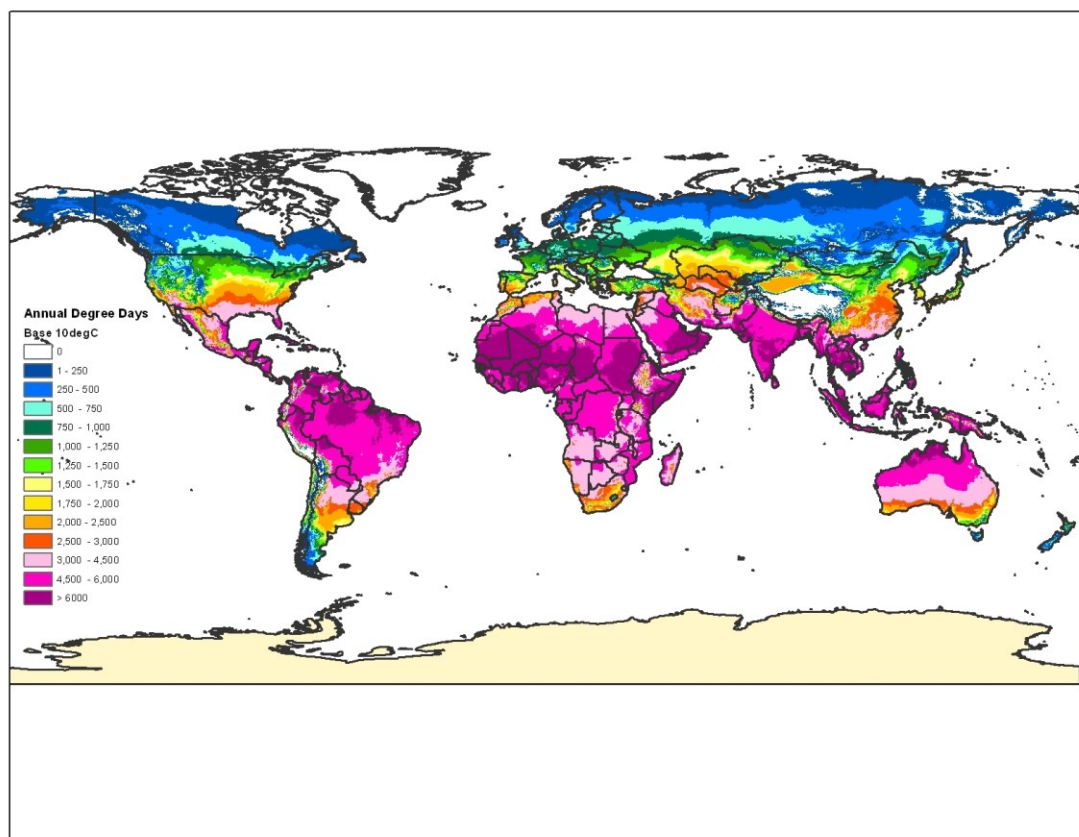 Annual Degree Days
Base 10degC
0
1 - 250
250 - 500
500 - 750
750 - 1,000
1,000 - 1,250
1,250 - 1,500
1,500 - 1,750
1,750 - 2,000
2,000 - 2,500
2,500 - 3,000
3,000 - 4,500
4,500 - 6,000
> 6000